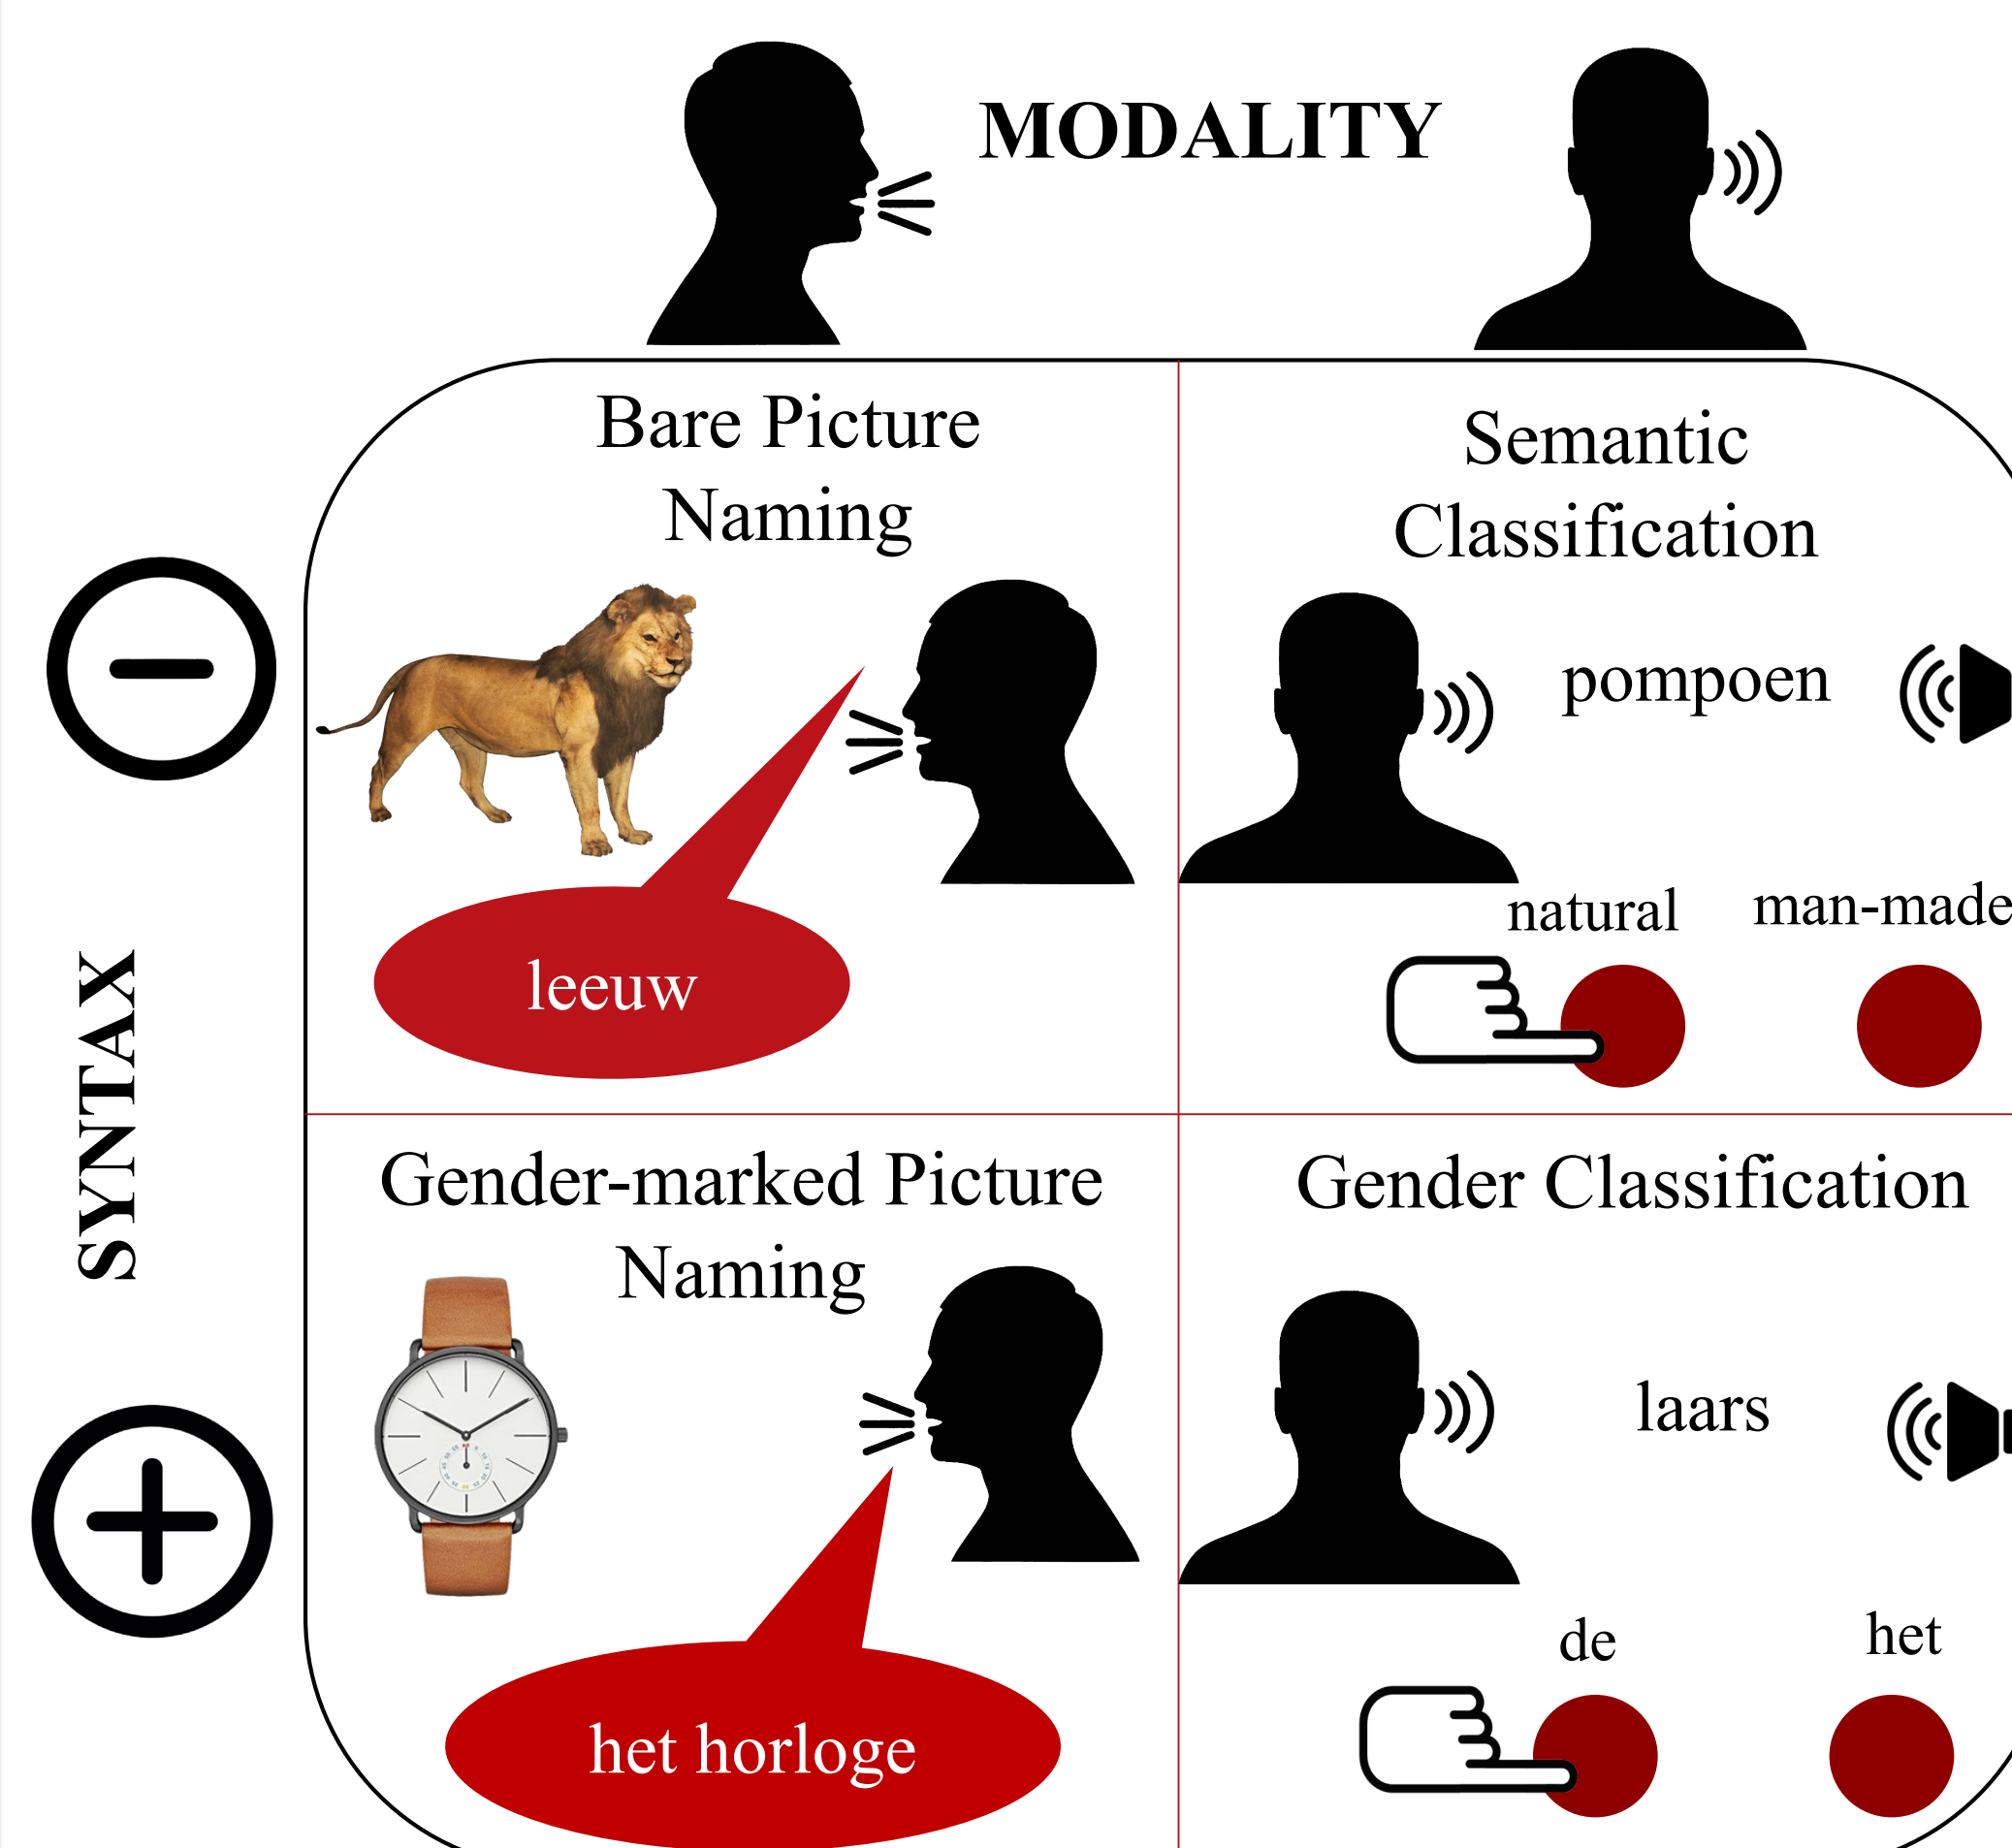 MODALITY
SYNTAX
Bare Picture
Naming
leeuw
Semantic
Classification
pompoen
natural
man-made
Gender-marked Picture
Naming
het horloge
Gender Classification
laars
de
het